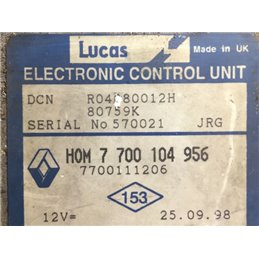 Lucas
Made in UK
ELECTRONIC CONTROL UNIT
DCN R04080012H
80759K
SERIAL No 570021 JRG
HOM 7 700 104 956
7700111206
153
12V= 25.09.98